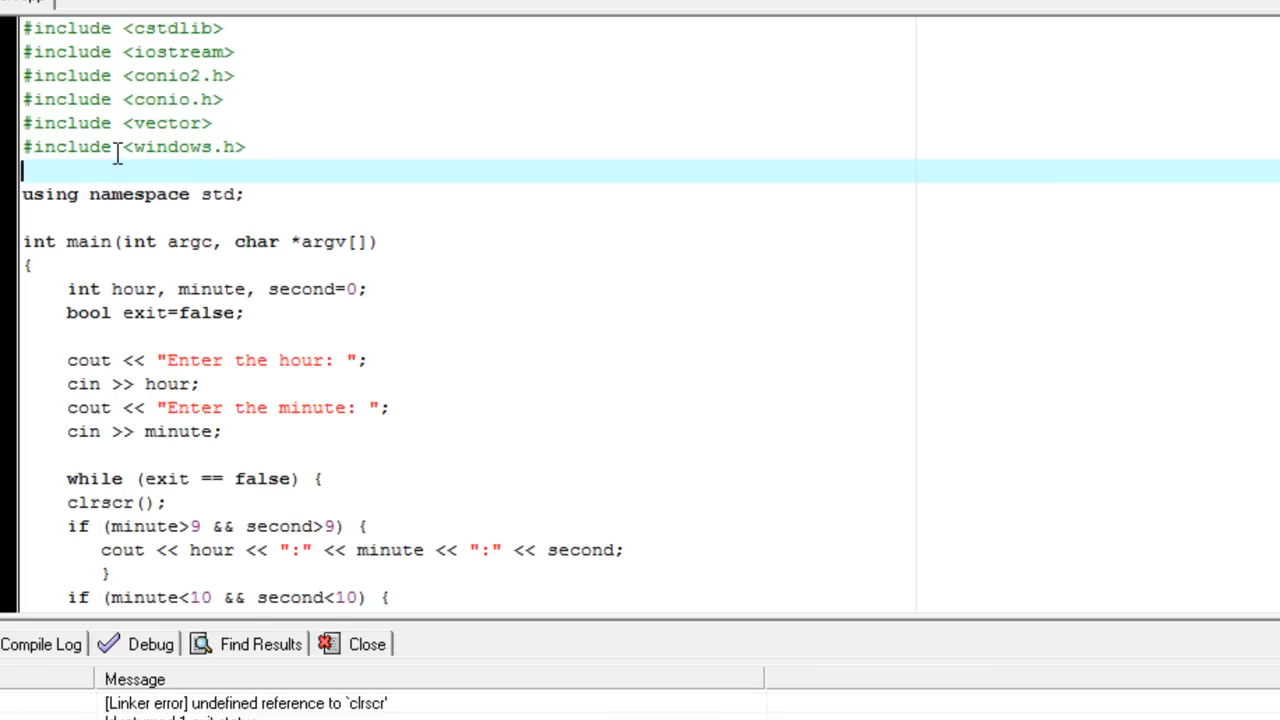 #include <cstdlib>
#include <iostream>
#include <conio2.h>
#include <conio.h>
#include <vector>
#include <windows.h>
using namespace std;
int main(int argc, char *argv[])
{
int hour, minute, second=0;
bool exit=false;
cout << "Enter the hour: ";
cin >> hour;
cout << "Enter the minute: ";
cin >> minute;
while (exit == false) {
clrscr();
if (minute>9 && second>9) {
cout << hour << ":" << minute << ":" << second;
}
if (minute<10 && second<10) {
Compile Log Debug Find Results Close
Message
[Linker error] undefined reference to `clrscr'